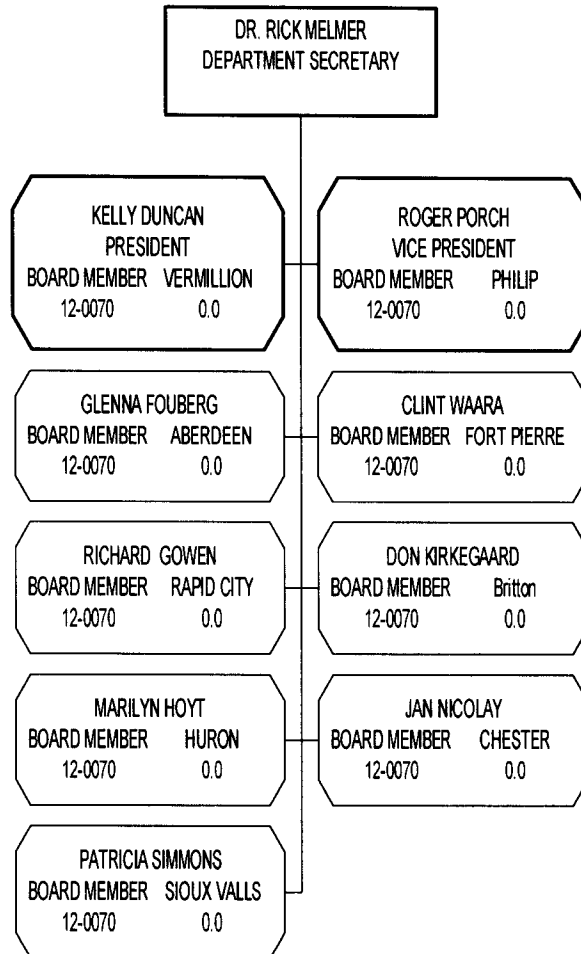 DR. RICK MELMER
DEPARTMENT SECRETARY
KELLY DUNCAN
PRESIDENT
BOARD MEMBER VERMILLION
12-0070 0.0
ROGER PORCH
VICE PRESIDENT
BOARD MEMBER PHILIP
12-0070 0.0
GLENNA FOUBERG
BOARD MEMBER ABERDEEN
12-0070 0.0
CLINT WAARA
BOARD MEMBER FORT PIERRE
12-0070 0.0
RICHARD GOWEN
BOARD MEMBER RAPID CITY
12-0070 0.0
DON KIRKEGAARD
BOARD MEMBER Britton
12-0070 0.0
MARILYN HOYT
BOARD MEMBER HURON
12-0070 0.0
JAN NICOLAY
BOARD MEMBER CHESTER
12-0070 0.0
PATRICIA SIMMONS
BOARD MEMBER SIOUX VALLS
12-0070 0.0